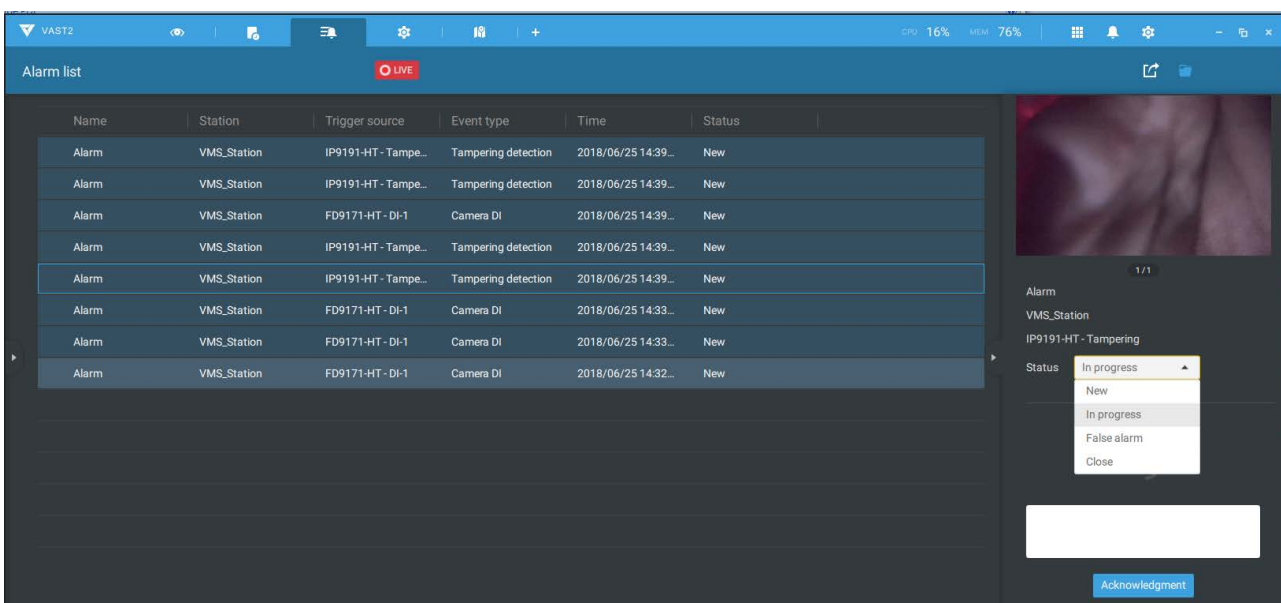 VAST2 CPU 16% MEM 76%
Alarm list LIVE
Name Station Trigger source Event type Time Status
Alarm VMS_Station IP9191-HT - Tampe... Tampering detection 2018/06/25 14:39... New
Alarm VMS_Station IP9191-HT - Tampe... Tampering detection 2018/06/25 14:39... New
Alarm VMS_Station FD9171-HT - DI-1 Camera DI 2018/06/25 14:39... New
Alarm VMS_Station IP9191-HT - Tampe... Tampering detection 2018/06/25 14:39... New
Alarm VMS_Station IP9191-HT - Tampe... Tampering detection 2018/06/25 14:39... New
Alarm VMS_Station FD9171-HT - DI-1 Camera DI 2018/06/25 14:33... New
Alarm VMS_Station FD9171-HT - DI-1 Camera DI 2018/06/25 14:33... New
Alarm VMS_Station FD9171-HT - DI-1 Camera DI 2018/06/25 14:32... New
1/1
Alarm
VMS_Station
IP9191-HT - Tampering
Status In progress
New
In progress
False alarm
Close
Acknowledgment